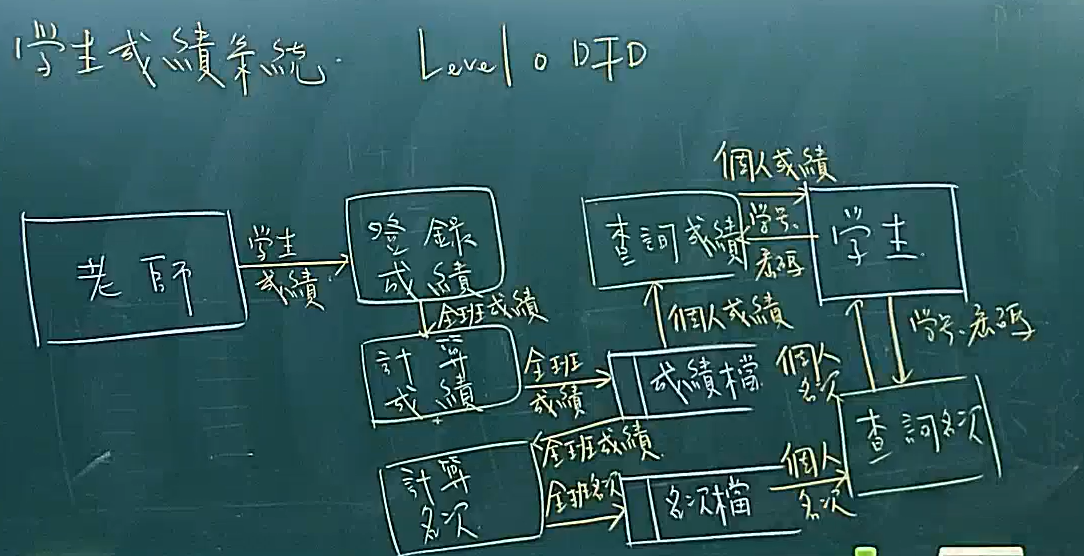 学生成績系統. Level 0 DFD
老師
学生
成績
登錄
成績
全班成績
計算
成績
全班
成績
成績檔
個人成績
查詢成績
個人成績
学号.
密碼
学生
学号.密碼
個人
名次
查詢名次
全班成績
計算
名次
全班名次
名次檔
個人
名次